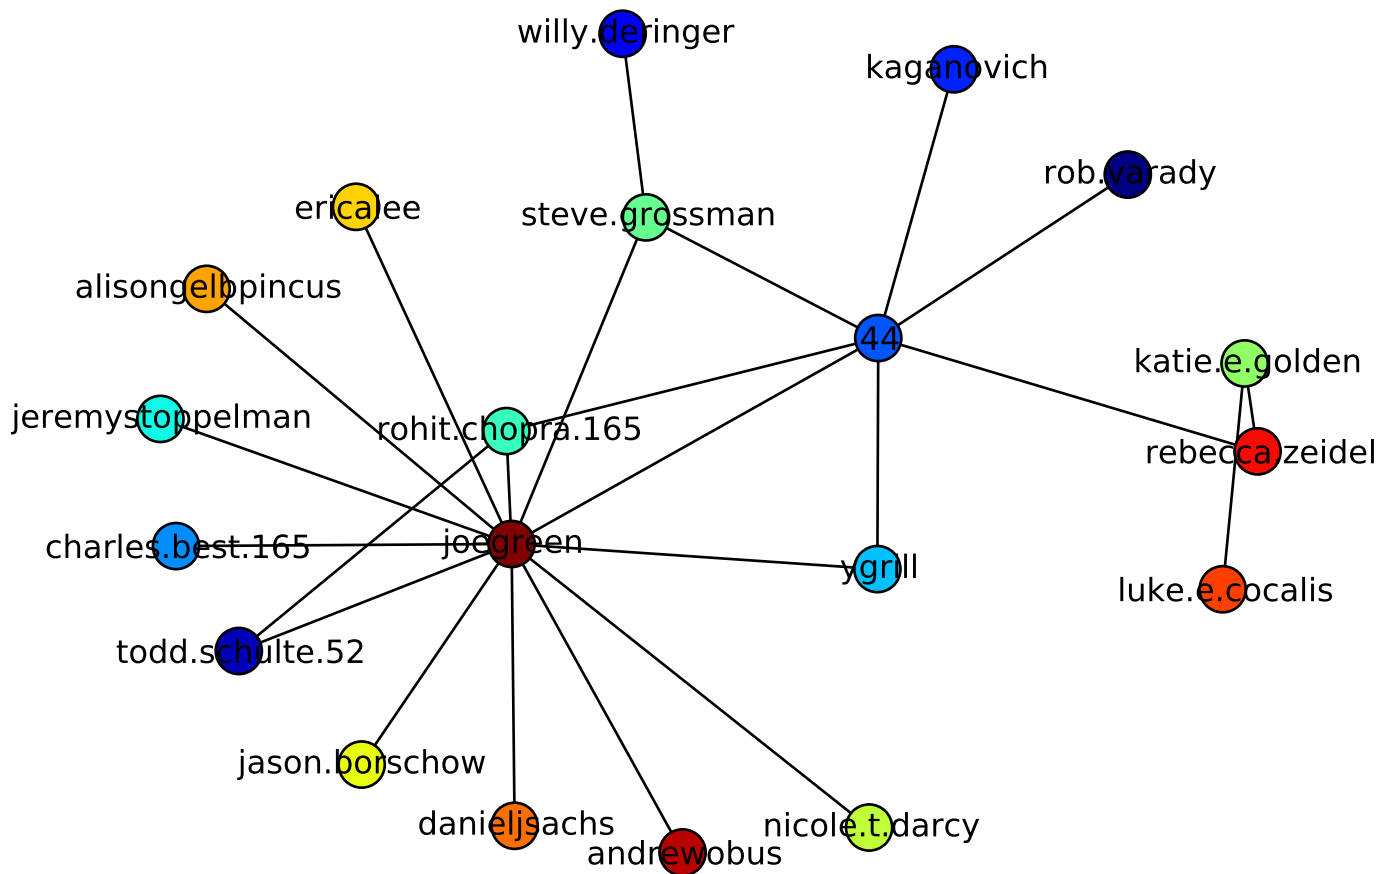 willy.deringer
kaganovich
rob.varady
ericalee
steve.grossman
alisongelbpincus
44
katie.e.golden
jeremystoppelman
rohit.chopra.165
rebecca.zeidel
charles.best.165
joegreen
ygrill
luke.e.cocalis
todd.schulte.52
jason.borschow
danieljsachs
nicole.t.darcy
andrewobus